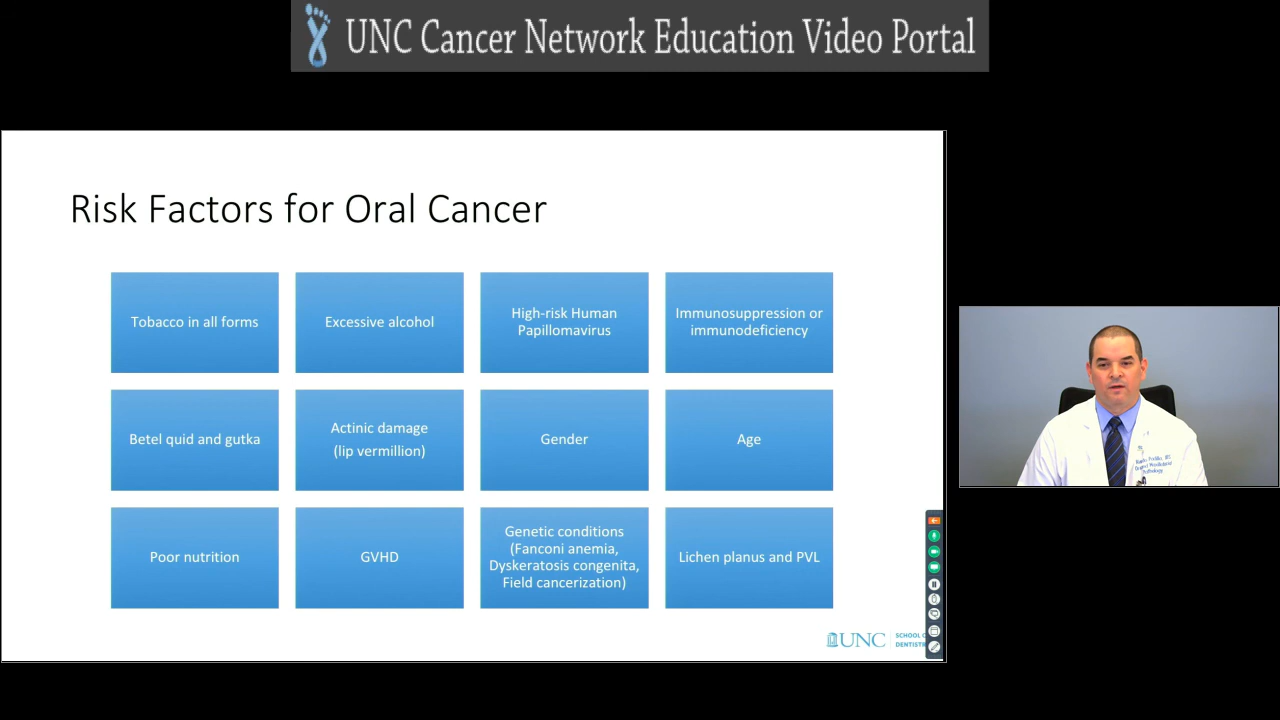 UNC Cancer Network Education Video Portal
Risk Factors for Oral Cancer
Tobacco in all forms
Excessive alcohol
High-risk Human
Papillomavirus
Immunosuppression or
immunodeficiency
Betel quid and gutka
Actinic damage
(lip vermillion)
Gender
Age
Poor nutrition
GVHD
Genetic conditions
(Fanconi anemia,
Dyskeratosis congenita,
Field cancerization)
Lichen planus and PVL
UNC
SCHOOL